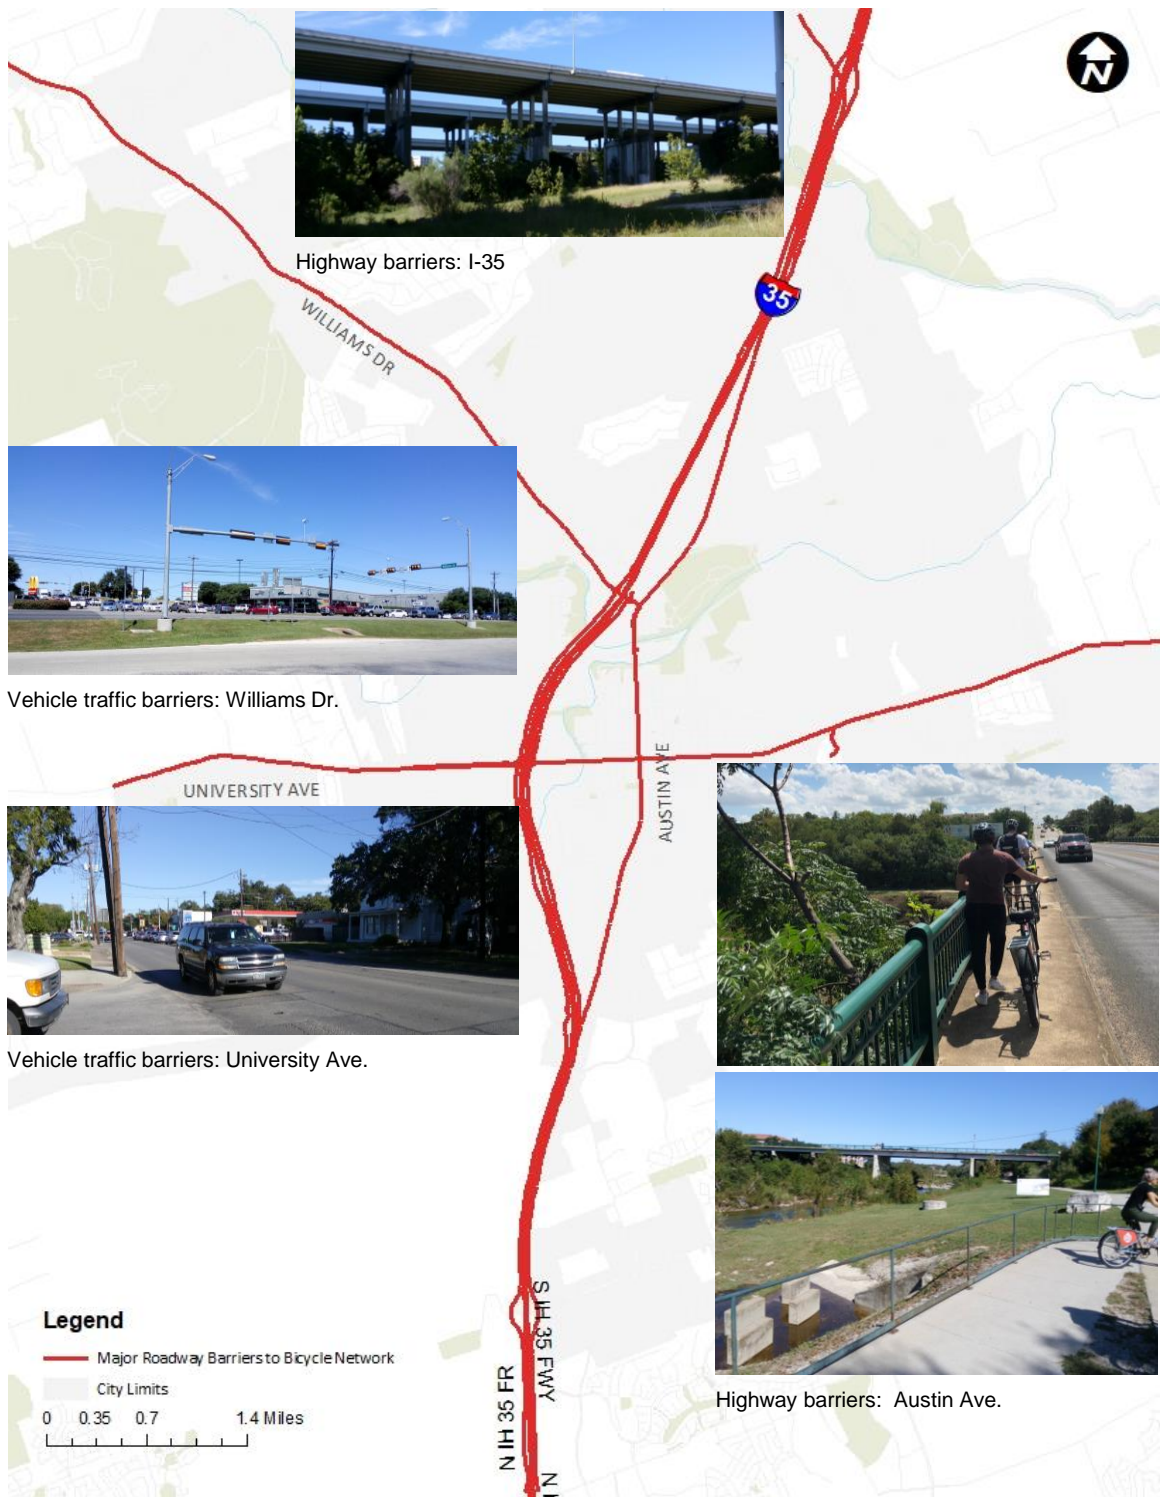 N
Highway barriers: I-35
35
WILLIAMS DR
Vehicle traffic barriers: Williams Dr.
UNIVERSITY AVE
AUSTIN AVE
Vehicle traffic barriers: University Ave.
S IH 35 FWY
N IH 35 FR
N
Legend
Major Roadway Barriers to Bicycle Network
City Limits
0 0.35 0.7 1.4 Miles
Highway barriers: Austin Ave.